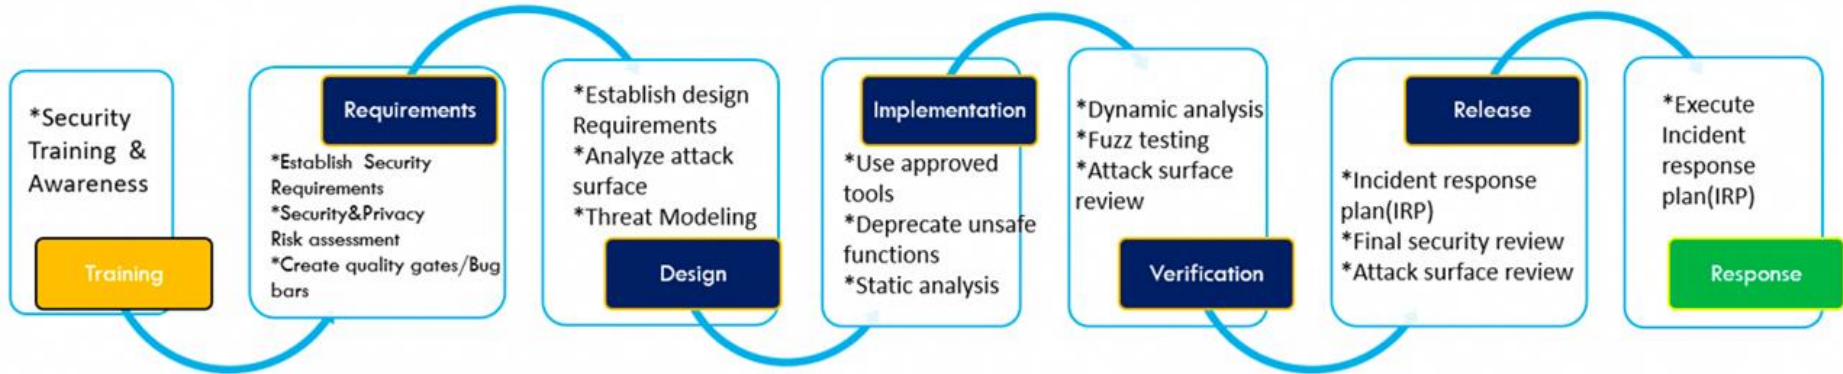 *Security
Training & 
Awareness
Training
Requirements
*Establish Security
Requirements
*Security&Privacy
Risk assessment
*Create quality gates/Bug
bars
*Establish design
Requirements
*Analyze attack
surface
*Threat Modeling
Design
Implementation
*Use approved
tools
*Deprecate unsafe
functions
*Static analysis
*Dynamic analysis
*Fuzz testing
*Attack surface
review
Verification
Release
*Incident response
plan(IRP)
*Final security review
*Attack surface review
*Execute
Incident
response
plan(IRP)
Response